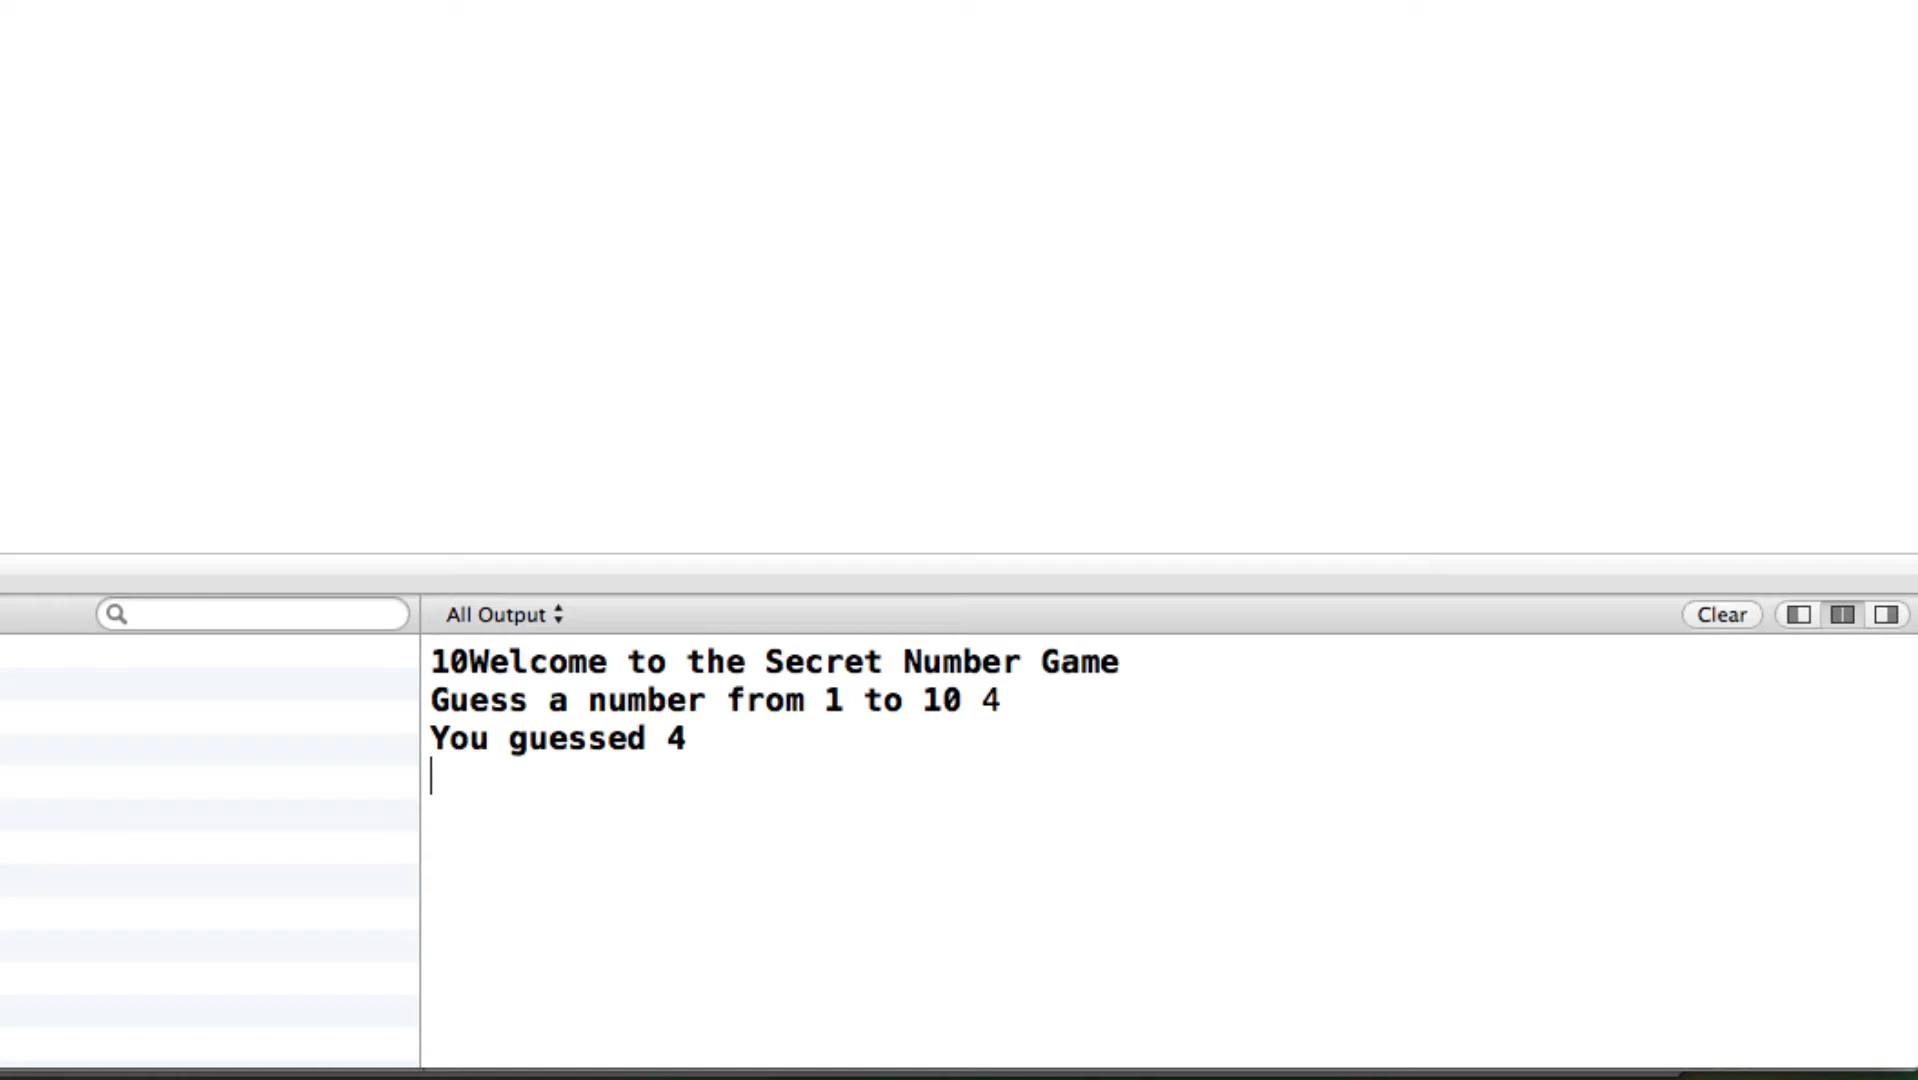 All Output
Clear
10Welcome to the Secret Number Game
Guess a number from 1 to 10 4
You guessed 4